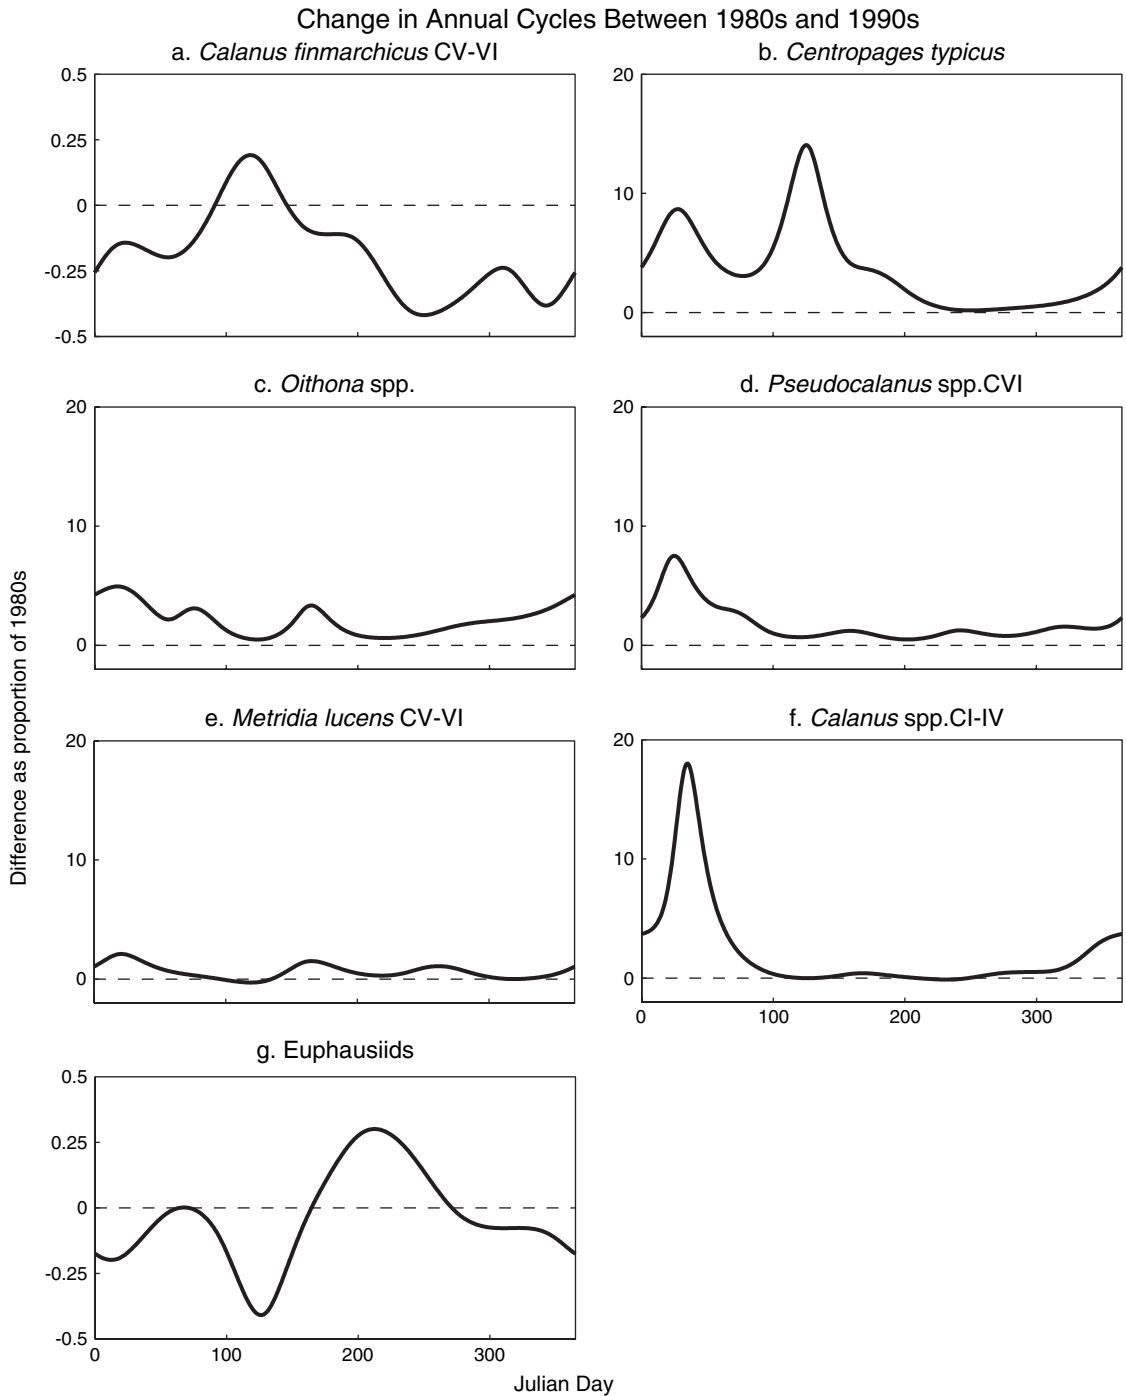 Change in Annual Cycles Between 1980s and 1990s
a. Calanus finmarchicus CV-VI
b. Centropages typicus
0.5
0.25
0
-0.25
-0.5
20
10
0
c. Oithona spp.
d. Pseudocalanus spp.CVI
20
10
0
20
10
0
Difference as proportion of 1980s
e. Metridia lucens CV-VI
f. Calanus spp.CI-IV
20
10
0
20
10
0
0 100 200 300
g. Euphausiids
0.5
0.25
0
-0.25
-0.5
0 100 200 300
Julian Day